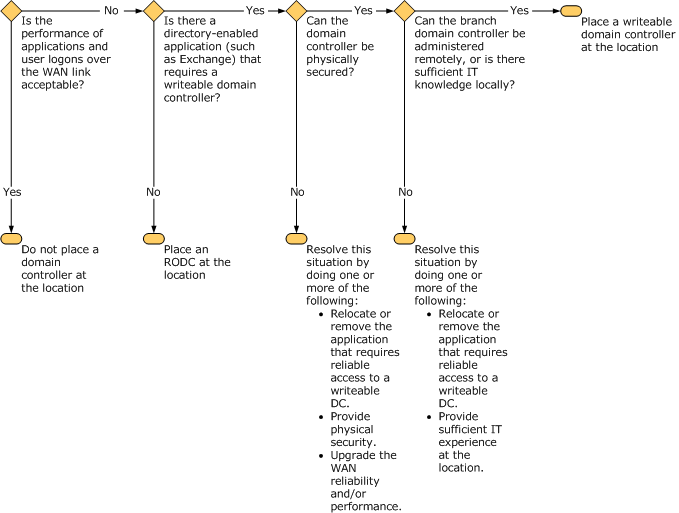 Is the
performance of
applications and
user logons over
the WAN link
acceptable?
No
Is there a
directory-enabled
application (such
as Exchange) that
requires a
writeable domain
controller?
Yes
Can the
domain
controller be
physically
secured?
Yes
Can the branch
domain controller be
administered
remotely, or is there
sufficient IT
knowledge locally?
Yes
Place a writeable
domain controller
at the location
Yes
No
No
No
Do not place a
domain
controller at
the location
Place an
RODC at the
location
Resolve this
situation by
doing one or
more of the
following:
• Relocate or
remove the
application
that requires
reliable
access to a
writeable
DC.
• Provide
physical
security.
• Upgrade the
WAN
reliability
and/or
performance.
Resolve this
situation by
doing one or
more of the
following:
• Relocate or
remove the
application
that requires
reliable
access to a
writeable
DC.
• Provide
sufficient IT
experience
at the
location.